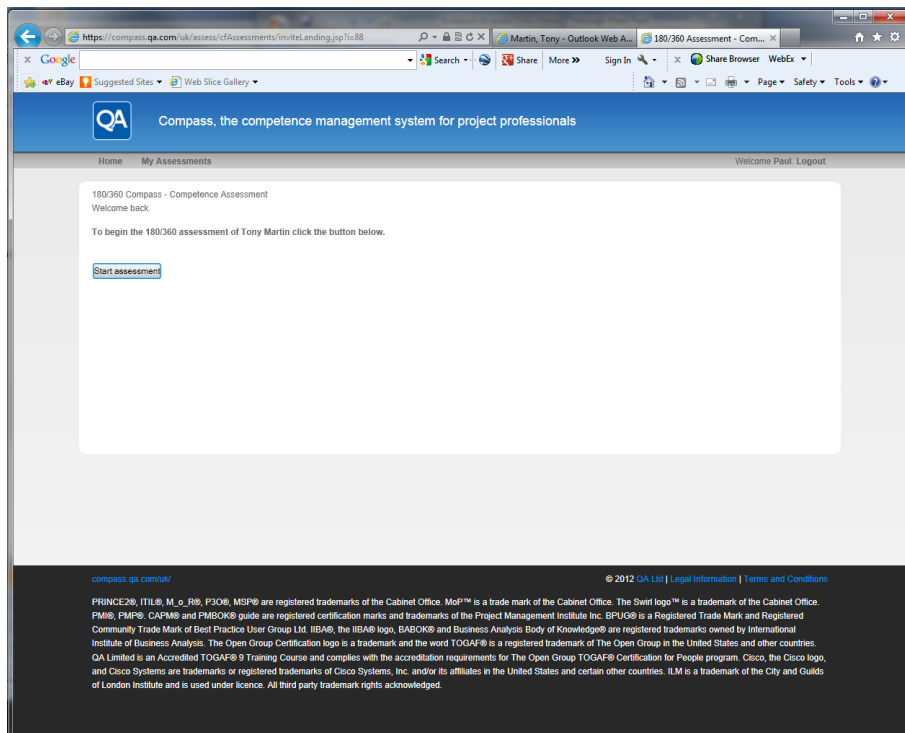 https://compass.qa.com/uk/assess/cfAssessments/inviteLanding.jsp?i=88
Martin, Tony - Outlook Web A...
180/360 Assessment - Com...
x Google Search Share More » Sign In x Share Browser WebEx
eBay Suggested Sites Web Slice Gallery Page Safety Tools
QA Compass, the competence management system for project professionals
Home My Assessments Welcome Paul. Logout
180/360 Compass - Competence Assessment
Welcome back.
To begin the 180/360 assessment of Tony Martin click the button below.
Start assessment
compass.qa.com/uk/ © 2012 QA Ltd | Legal Information | Terms and Conditions
PRINCE2®, ITIL®, M_o_R®, P3O®, MSP® are registered trademarks of the Cabinet Office. MoP™ is a trade mark of the Cabinet Office. The Swirl logo™ is a trademark of the Cabinet Office.
PMI®, PMP®. CAPM® and PMBOK® guide are registered certification marks and trademarks of the Project Management Institute Inc. BPUG® is a Registered Trade Mark and Registered
Community Trade Mark of Best Practice User Group Ltd. IIBA®, the IIBA® logo, BABOK® and Business Analysis Body of Knowledge® are registered trademarks owned by International
Institute of Business Analysis. The Open Group Certification logo is a trademark and the word TOGAF® is a registered trademark of The Open Group in the United States and other countries.
QA Limited is an Accredited TOGAF® 9 Training Course and complies with the accreditation requirements for The Open Group TOGAF® Certification for People program. Cisco, the Cisco logo,
and Cisco Systems are trademarks or registered trademarks of Cisco Systems, Inc. and/or its affiliates in the United States and certain other countries. ILM is a trademark of the City and Guilds
of London Institute and is used under licence. All third party trademark rights acknowledged.